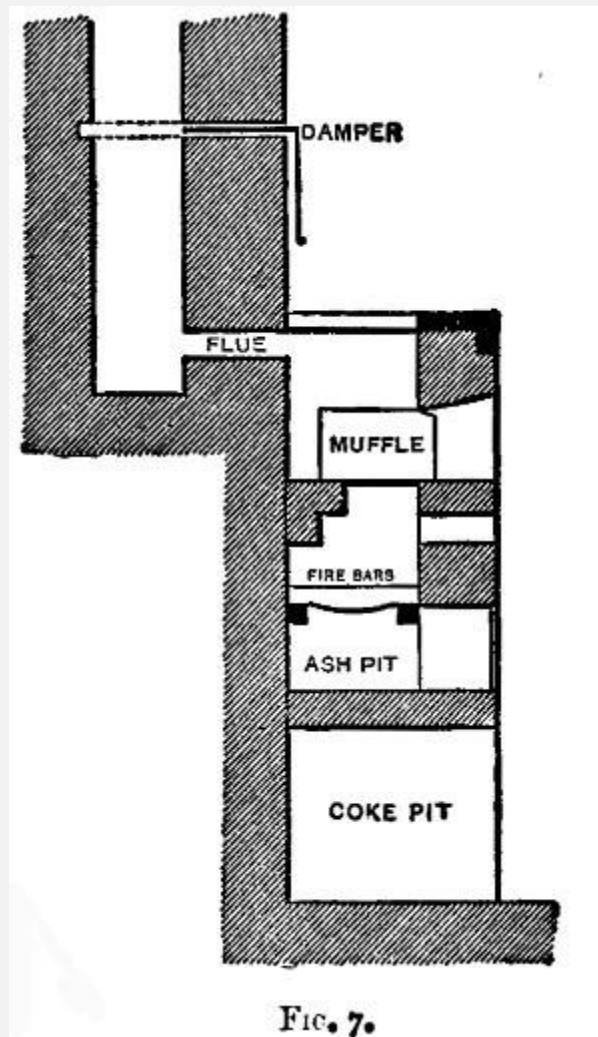 DAMPER
FLUE
MUFFLE
FIRE BARS
ASH PIT
COKE PIT
FIG. 7.